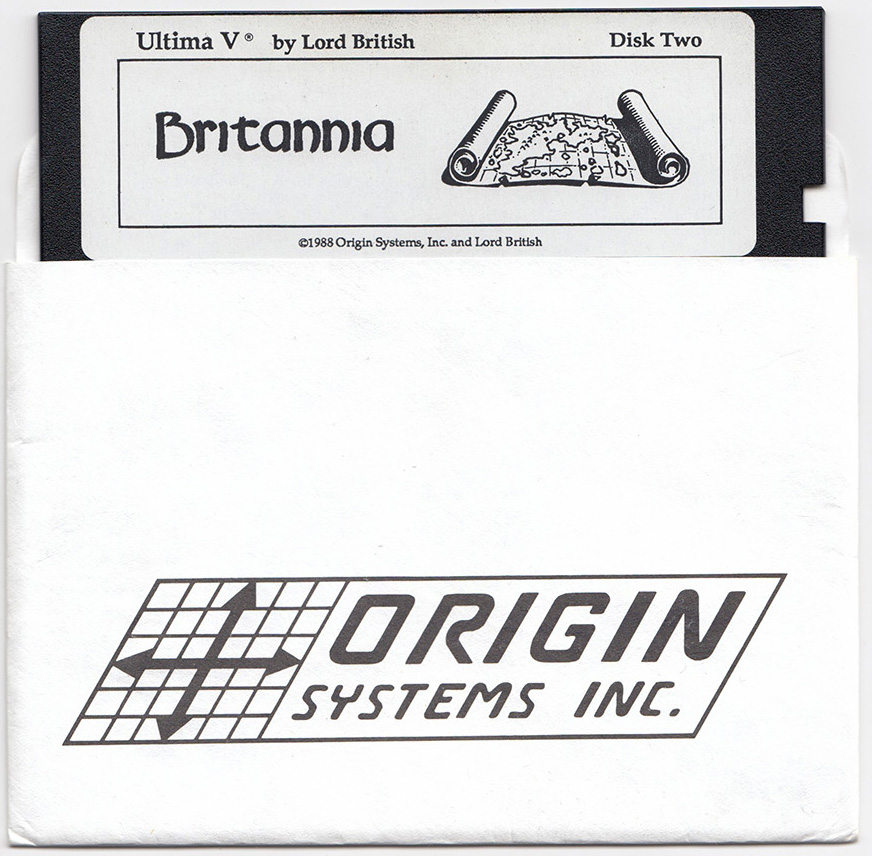 Ultima V® by Lord British Disk Two
Britannia
©1988 Origin Systems, Inc. and Lord British
ORIGIN
SYSTEMS INC.